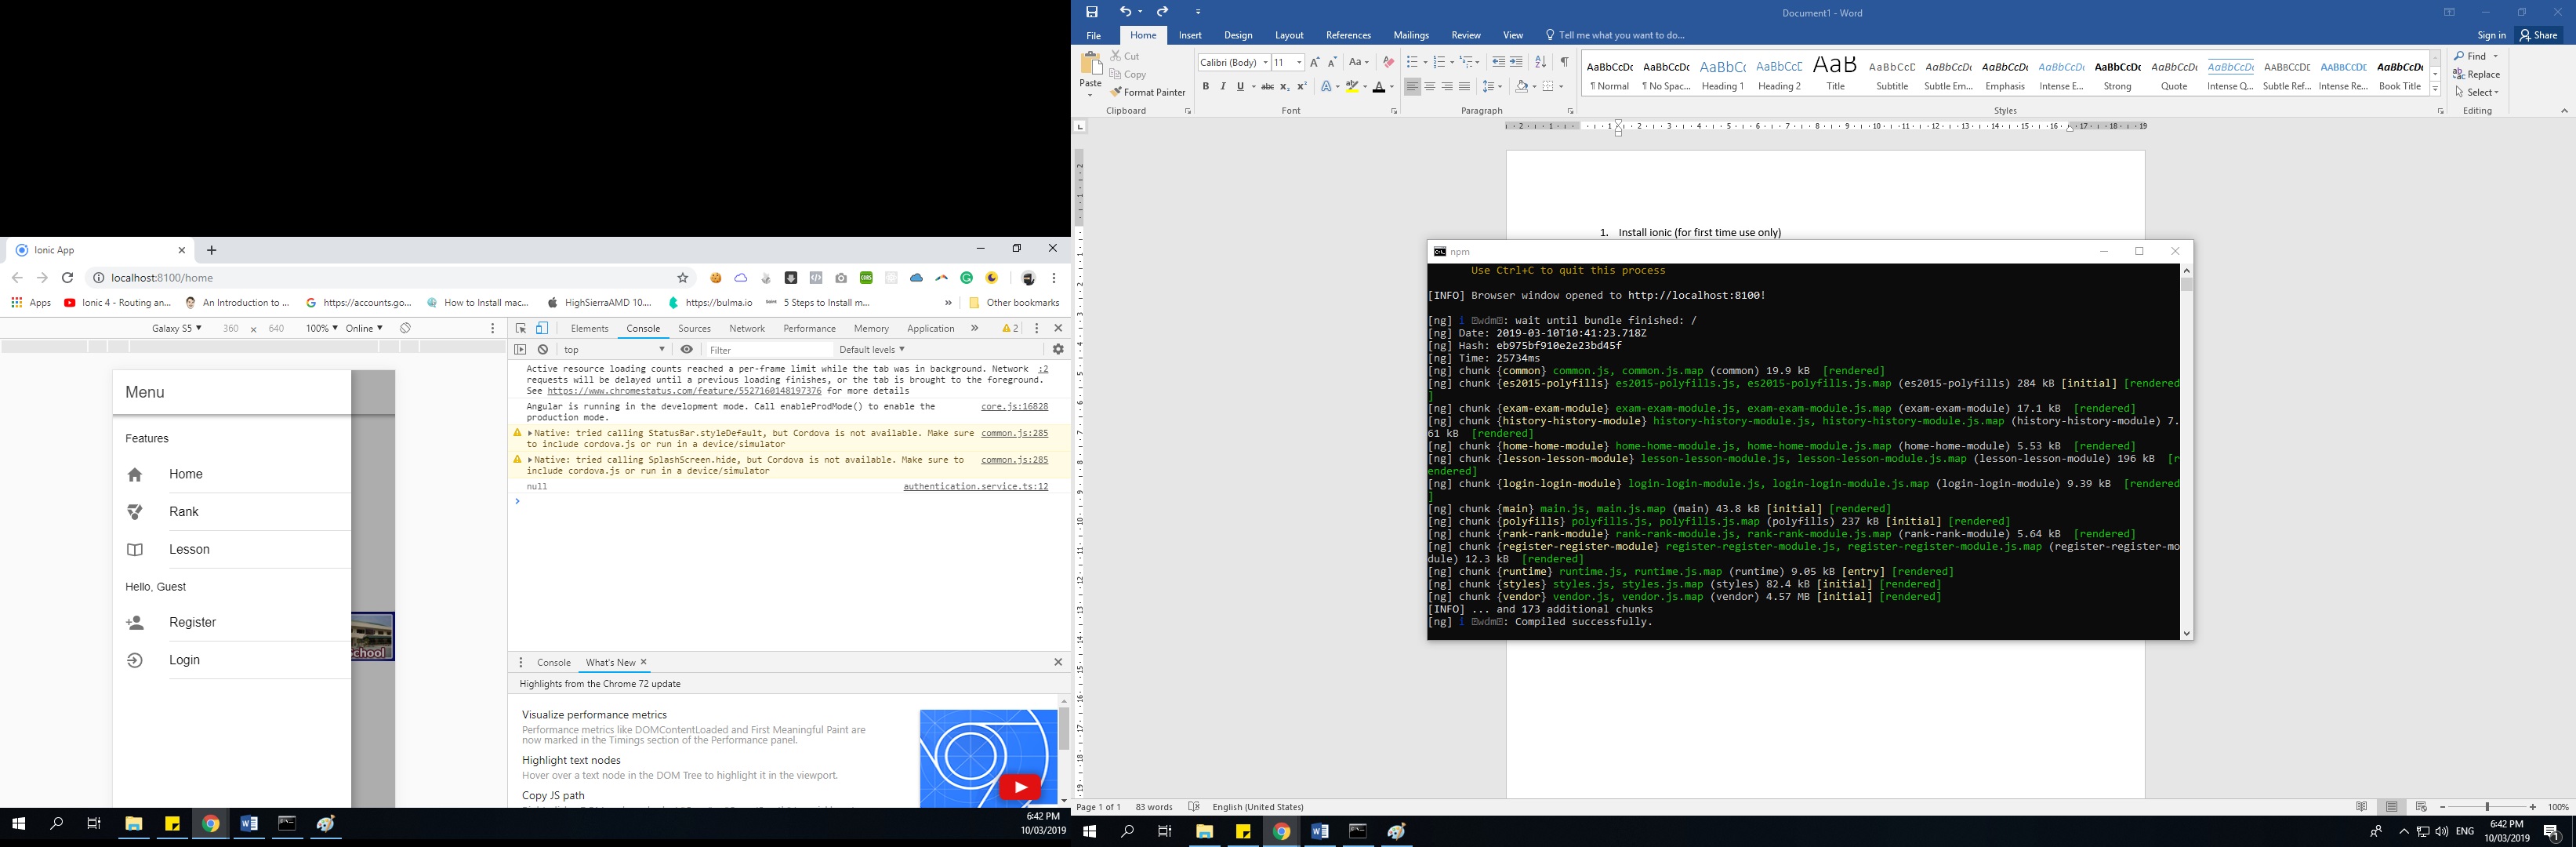 Ionic App
localhost:8100/home
Apps
Ionic 4 - Routing an...
An Introduction to ...
https://accounts.go...
How to Install mac...
HighSierraAMD 10....
https://bulma.io
5 Steps to Install m...
»
Other bookmarks
Galaxy S5 ▼ 360 × 640 100% ▼ Online ▼
Elements Console Sources Network Performance Memory Application » 2
top ▼ Filter Default levels ▼
Menu
Features
Home
Rank
Lesson
Hello, Guest
Register
Login
chool
Active resource loading counts reached a per-frame limit while the tab was in background. Network :2
requests will be delayed until a previous loading finishes, or the tab is brought to the foreground.
See https://www.chromestatus.com/feature/5527160148197376 for more details
Angular is running in the development mode. Call enableProdMode() to enable the core.js:16828
production mode.
▸Native: tried calling StatusBar.styleDefault, but Cordova is not available. Make sure common.js:285
to include cordova.js or run in a device/simulator
▸Native: tried calling SplashScreen.hide, but Cordova is not available. Make sure to common.js:285
include cordova.js or run in a device/simulator
null authentication.service.ts:12
>
Console What's New ×
Highlights from the Chrome 72 update
Visualize performance metrics
Performance metrics like DOMContentLoaded and First Meaningful Paint are
now marked in the Timings section of the Performance panel.
Highlight text nodes
Hover over a text node in the DOM Tree to highlight it in the viewport.
Copy JS path
6:42 PM
10/03/2019
Document1 - Word
File Home Insert Design Layout References Mailings Review View Tell me what you want to do...
Sign in Share
Paste
Cut
Copy
Format Painter
Clipboard
Calibri (Body) 11
Font
Paragraph
AaBbCcDc AaBbCcDc AaBbC AaBbCcE AaB AaBbCcD AaBbCcDt AaBbCcDt AaBbCcDt AaBbCcDc AaBbCcDt AaBbCcDt AaBbCcDt AaBbCcDt AaBbCcDt
¶ Normal ¶ No Spac... Heading 1 Heading 2 Title Subtitle Subtle Em... Emphasis Intense E... Strong Quote Intense Q... Subtle Ref... Intense Re... Book Title
Styles
Find
Replace
Select
Editing
1. Install ionic (for first time use only)
npm
Use Ctrl+C to quit this process
[INFO] Browser window opened to http://localhost:8100!
[ng] i ｢wdm｣: wait until bundle finished: /
[ng] Date: 2019-03-10T10:41:23.718Z
[ng] Hash: eb975bf910e2e23bd45f
[ng] Time: 25734ms
[ng] chunk {common} common.js, common.js.map (common) 19.9 kB [rendered]
[ng] chunk {es2015-polyfills} es2015-polyfills.js, es2015-polyfills.js.map (es2015-polyfills) 284 kB [initial] [rendered
]
[ng] chunk {exam-exam-module} exam-exam-module.js, exam-exam-module.js.map (exam-exam-module) 17.1 kB [rendered]
[ng] chunk {history-history-module} history-history-module.js, history-history-module.js.map (history-history-module) 7.
61 kB [rendered]
[ng] chunk {home-home-module} home-home-module.js, home-home-module.js.map (home-home-module) 5.53 kB [rendered]
[ng] chunk {lesson-lesson-module} lesson-lesson-module.js, lesson-lesson-module.js.map (lesson-lesson-module) 196 kB [r
endered]
[ng] chunk {login-login-module} login-login-module.js, login-login-module.js.map (login-login-module) 9.39 kB [rendered
]
[ng] chunk {main} main.js, main.js.map (main) 43.8 kB [initial] [rendered]
[ng] chunk {polyfills} polyfills.js, polyfills.js.map (polyfills) 237 kB [initial] [rendered]
[ng] chunk {rank-rank-module} rank-rank-module.js, rank-rank-module.js.map (rank-rank-module) 5.64 kB [rendered]
[ng] chunk {register-register-module} register-register-module.js, register-register-module.js.map (register-register-mo
dule) 12.3 kB [rendered]
[ng] chunk {runtime} runtime.js, runtime.js.map (runtime) 9.05 kB [entry] [rendered]
[ng] chunk {styles} styles.js, styles.js.map (styles) 82.4 kB [initial] [rendered]
[ng] chunk {vendor} vendor.js, vendor.js.map (vendor) 4.57 MB [initial] [rendered]
[INFO] ... and 173 additional chunks
[ng] i ｢wdm｣: Compiled successfully.
Page 1 of 1 83 words English (United States) 100%
ENG
6:42 PM
10/03/2019